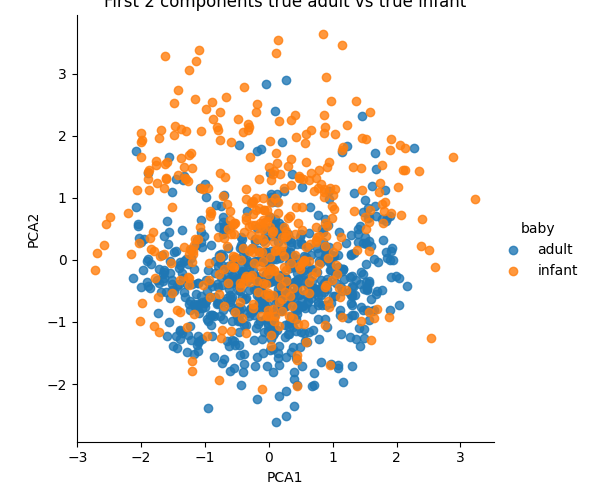 First 2 components true adult vs true infant
3
2
1
0
−1
−2
PCA2
−3
−2
−1
0
1
2
3
PCA1
baby
adult
infant